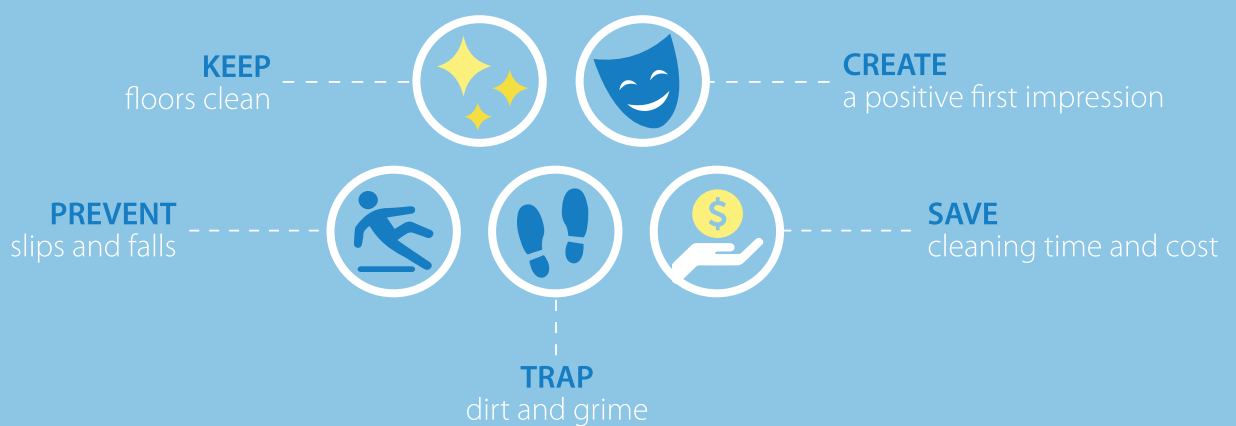 KEEP
floors clean
CREATE
a positive first impression
PREVENT
slips and falls
$
SAVE
cleaning time and cost
TRAP
dirt and grime